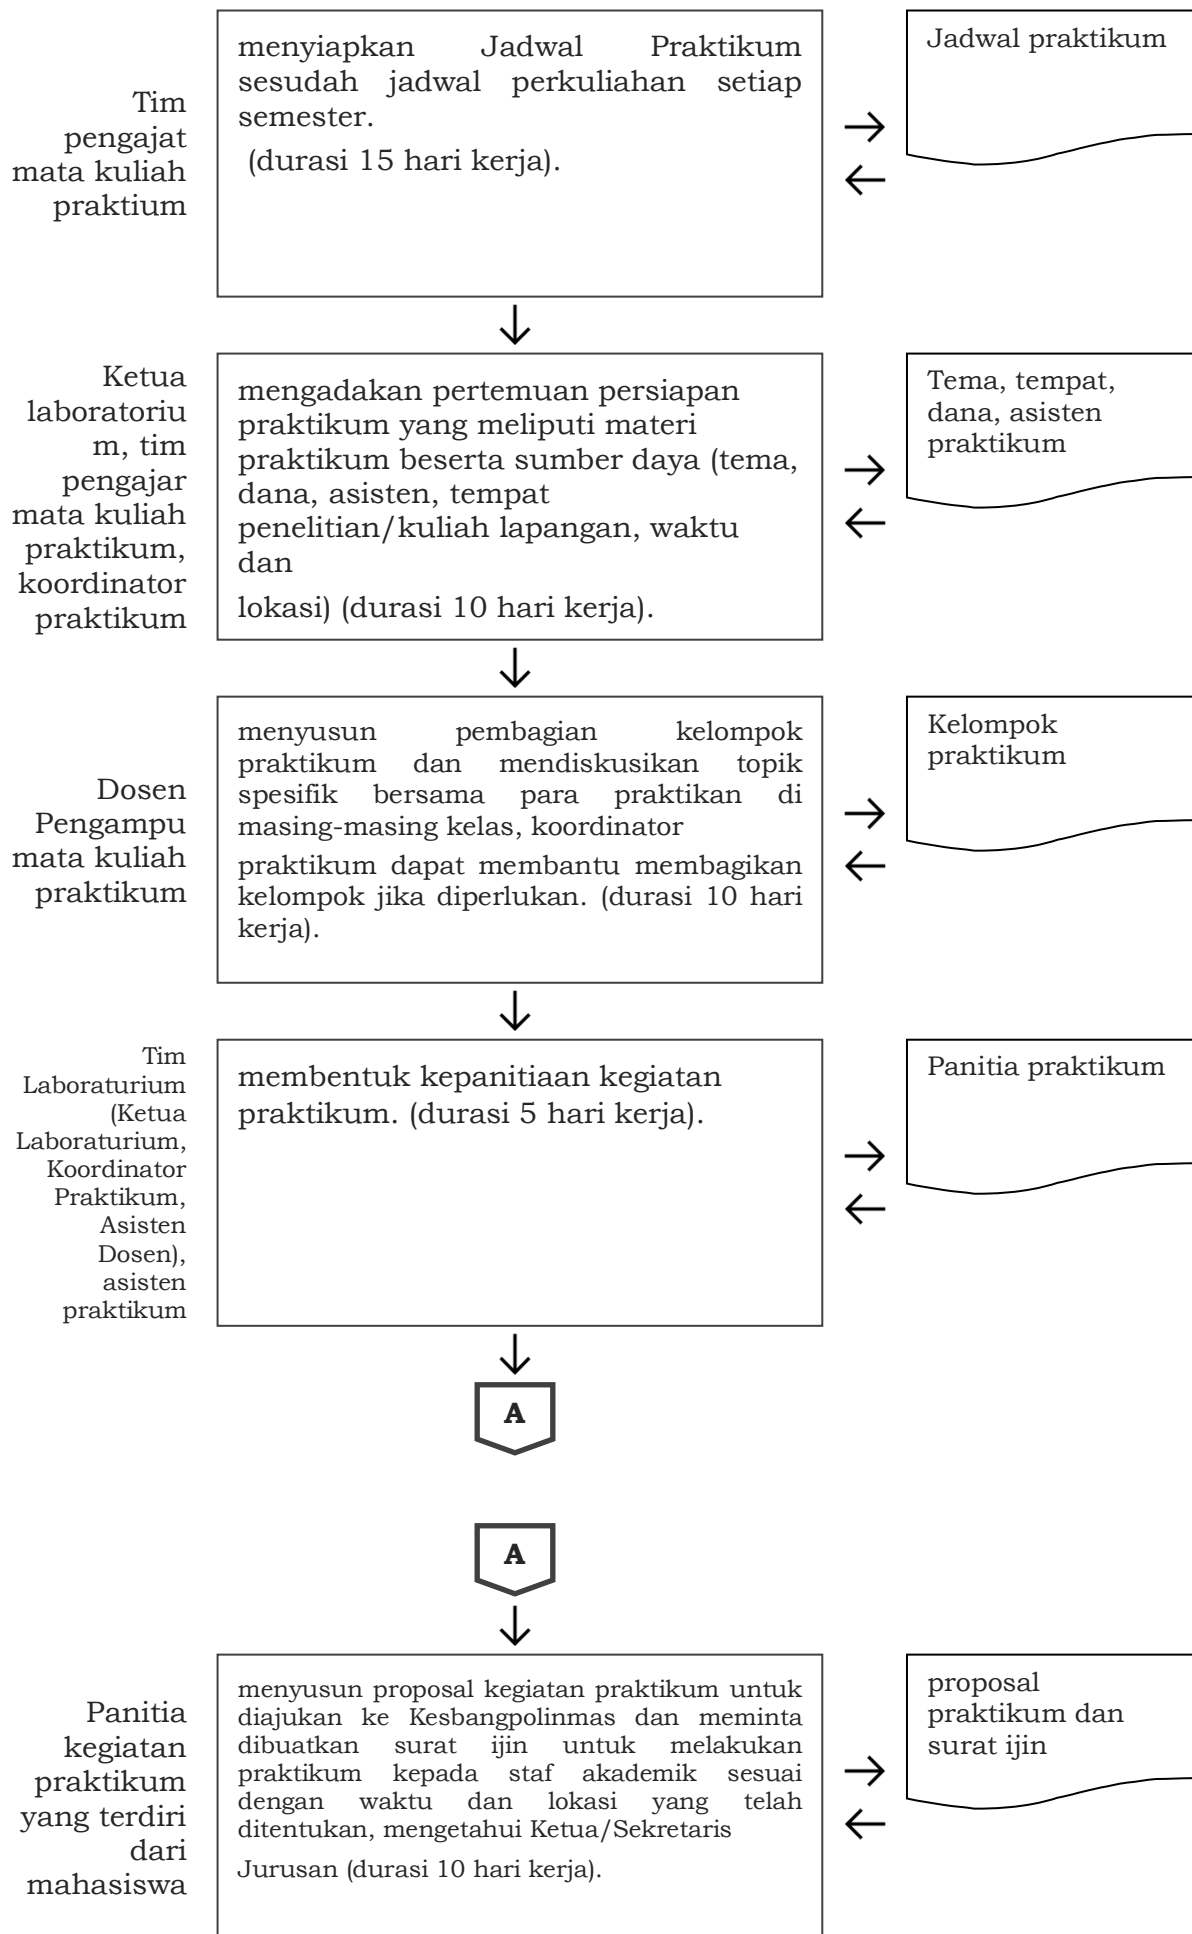 Tim
pengajat
mata kuliah
praktium
menyiapkan Jadwal Praktikum
sesudah jadwal perkuliahan setiap
semester.
(durasi 15 hari kerja).
Jadwal praktikum
Ketua
laboratoriu
m, tim
pengajar
mata kuliah
praktikum,
koordinator
praktikum
mengadakan pertemuan persiapan
praktikum yang meliputi materi
praktikum beserta sumber daya (tema,
dana, asisten, tempat
penelitian/kuliah lapangan, waktu
dan
lokasi) (durasi 10 hari kerja).
Tema, tempat,
dana, asisten
praktikum
Dosen
Pengampu
mata kuliah
praktikum
menyusun pembagian kelompok
praktikum dan mendiskusikan topik
spesifik bersama para praktikan di
masing-masing kelas, koordinator
praktikum dapat membantu membagikan
kelompok jika diperlukan. (durasi 10 hari
kerja).
Kelompok
praktikum
Tim
Laboraturium
(Ketua
Laboraturium,
Koordinator
Praktikum,
Asisten
Dosen),
asisten
praktikum
membentuk kepanitiaan kegiatan
praktikum. (durasi 5 hari kerja).
Panitia praktikum
A
A
Panitia
kegiatan
praktikum
yang terdiri
dari
mahasiswa
menyusun proposal kegiatan praktikum untuk
diajukan ke Kesbangpolinmas dan meminta
dibuatkan surat ijin untuk melakukan
praktikum kepada staf akademik sesuai
dengan waktu dan lokasi yang telah
ditentukan, mengetahui Ketua/Sekretaris
Jurusan (durasi 10 hari kerja).
proposal
praktikum dan
surat ijin